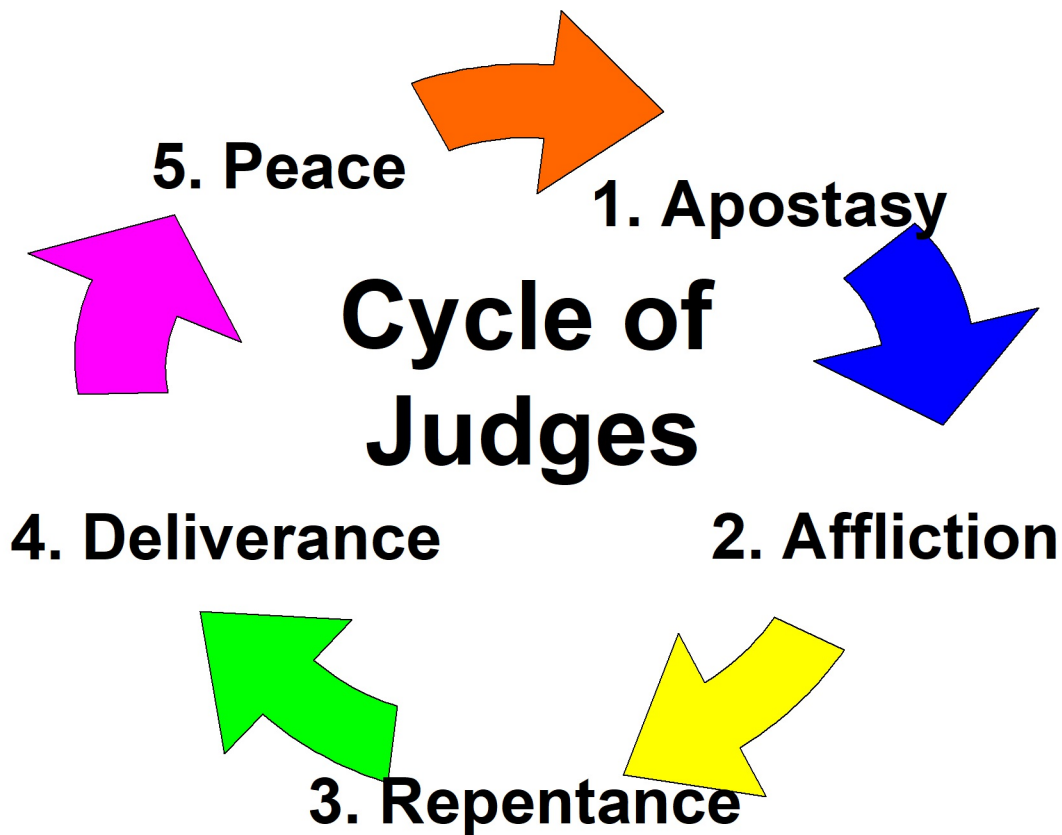 5. Peace
1. Apostasy
Cycle of
Judges
4. Deliverance
2. Affliction
3. Repentance